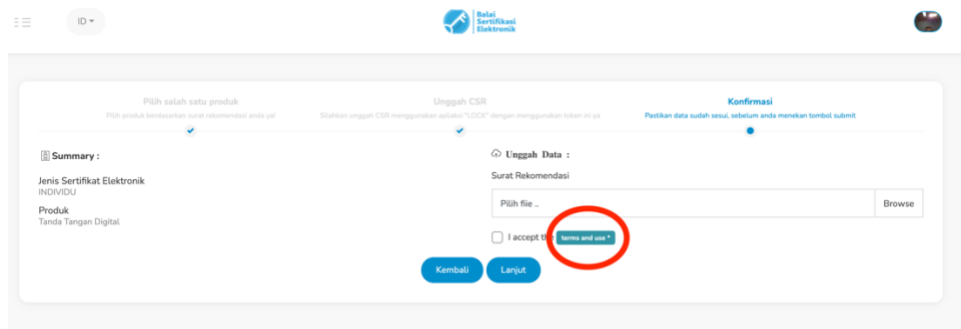 ID
Balai
Sertifikasi
Elektronik
Pilih salah satu produk
Pilih produk berdasarkan surat rekomendasi anda ya!
Unggah CSR
Silahkan unggah CSR menggunakan apliaksi "LOCK" dengan menggunakan token ini ya
Konfirmasi
Pastikan data sudah sesui, sebelum anda menekan tombol submit
Summary :
Jenis Sertifikat Elektronik
INDIVIDU
Produk
Tanda Tangan Digital
Unggah Data :
Surat Rekomendasi
Pilih file ..
Browse
I accept the terms and use *
Kembali
Lanjut